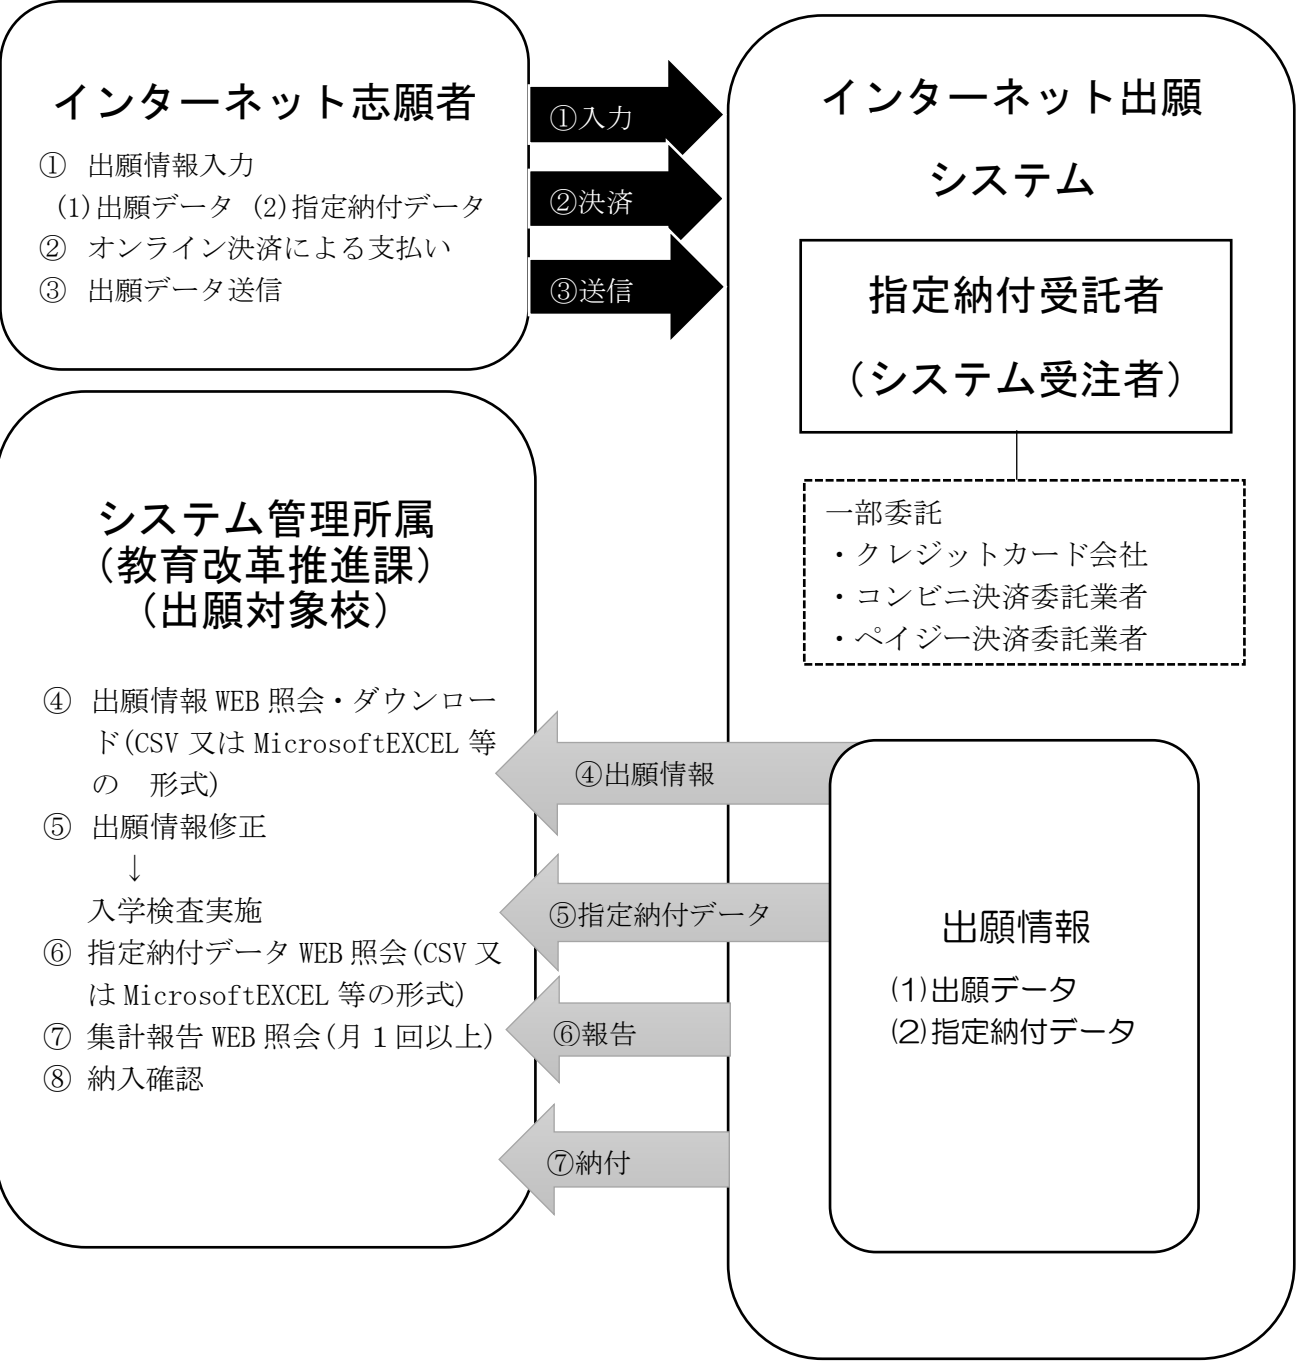 インターネット志願者
① 出願情報入力
(1)出願データ (2)指定納付データ
② オンライン決済による支払い
③ 出願データ送信
①入力
②決済
③送信
インターネット出願
システム
指定納付受託者
（システム受注者）
一部委託
・クレジットカード会社
・コンビニ決済委託業者
・ペイジー決済委託業者
システム管理所属
（教育改革推進課）
（出願対象校）
④ 出願情報 WEB 照会・ダウンロー
ド(CSV 又は MicrosoftEXCEL 等
の　形式)
⑤ 出願情報修正
↓
入学検査実施
⑥ 指定納付データ WEB 照会(CSV 又
は MicrosoftEXCEL 等の形式)
⑦ 集計報告 WEB 照会(月１回以上)
⑧ 納入確認
④出願情報
⑤指定納付データ
⑥報告
⑦納付
出願情報
(1)出願データ
(2)指定納付データ